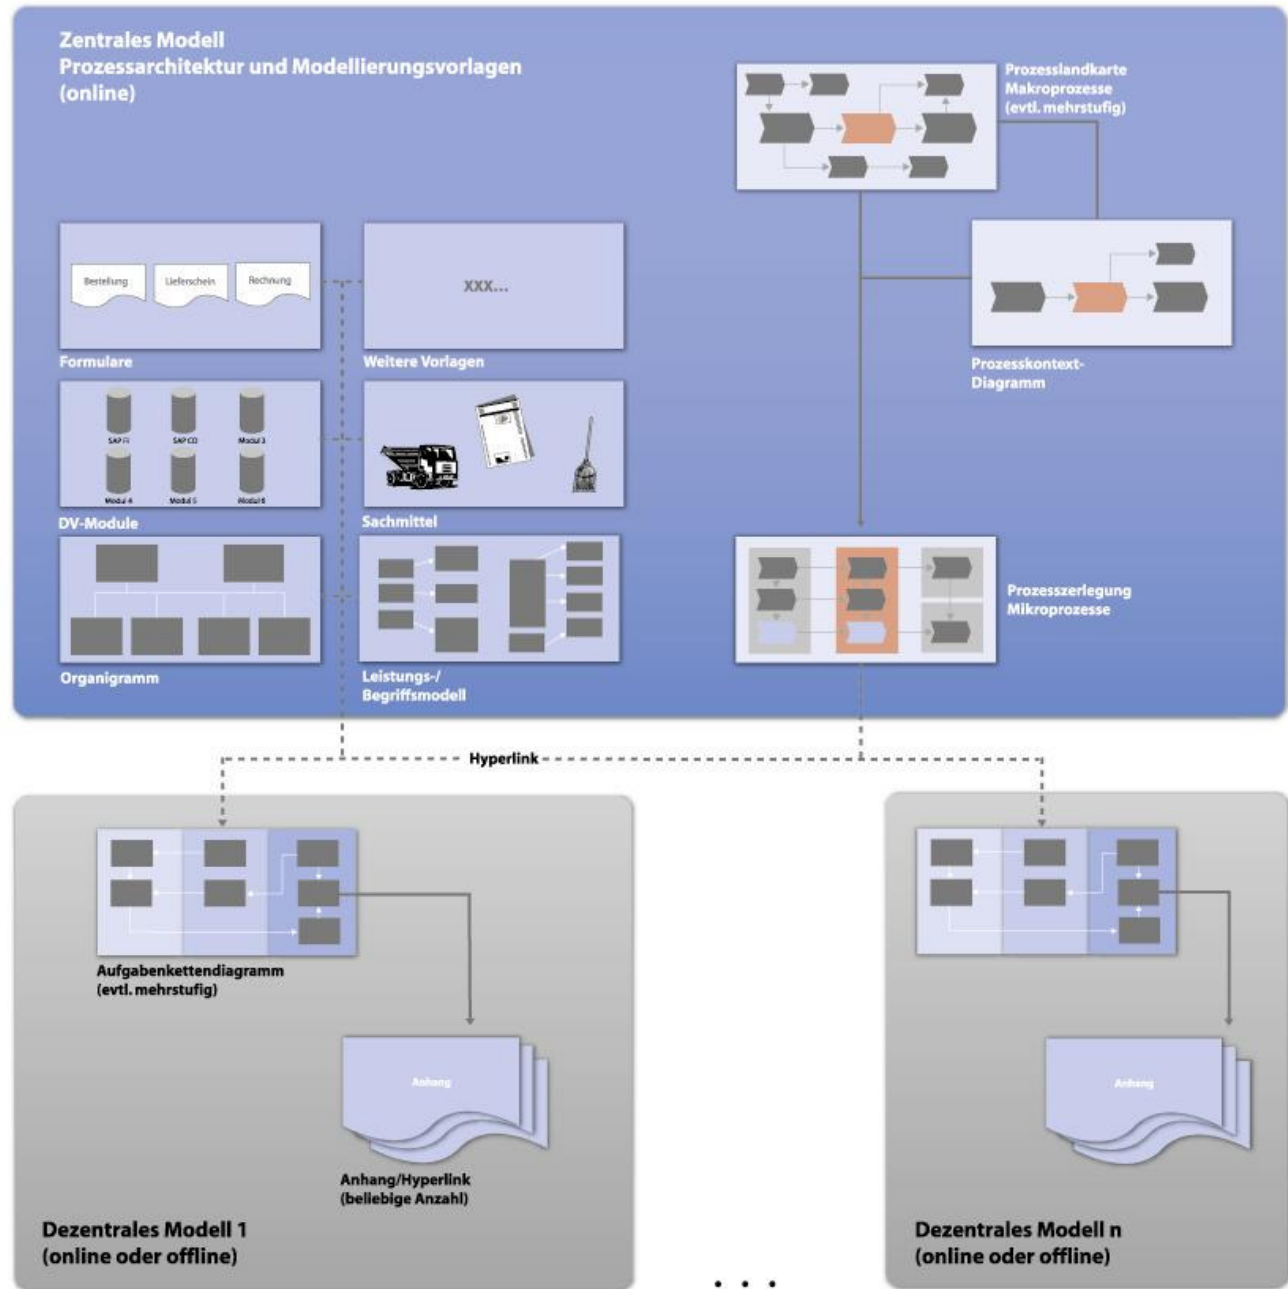 Zentrales Modell
Prozessarchitektur und Modellierungsvorlagen
(online)
Prozesslandkarte
Makroprozesse
(evtl. mehrstufig)
Bestellung
Lieferschein
Rechnung
xxx...
Formulare
Weitere Vorlagen
Prozesskontext-
Diagramm
SAP FI
SAP CO
Modul 3
Modul 4
Modul 5
Modul 6
DV-Module
Sachmittel
Prozesszerlegung
Mikroprozesse
Organigramm
Leistungs-/
Begriffsmodell
Hyperlink
Aufgabenkettendiagramm
(evtl. mehrstufig)
Anhang
Anhang/Hyperlink
(beliebige Anzahl)
Dezentrales Modell 1
(online oder offline)
. . .
Anhang
Dezentrales Modell n
(online oder offline)